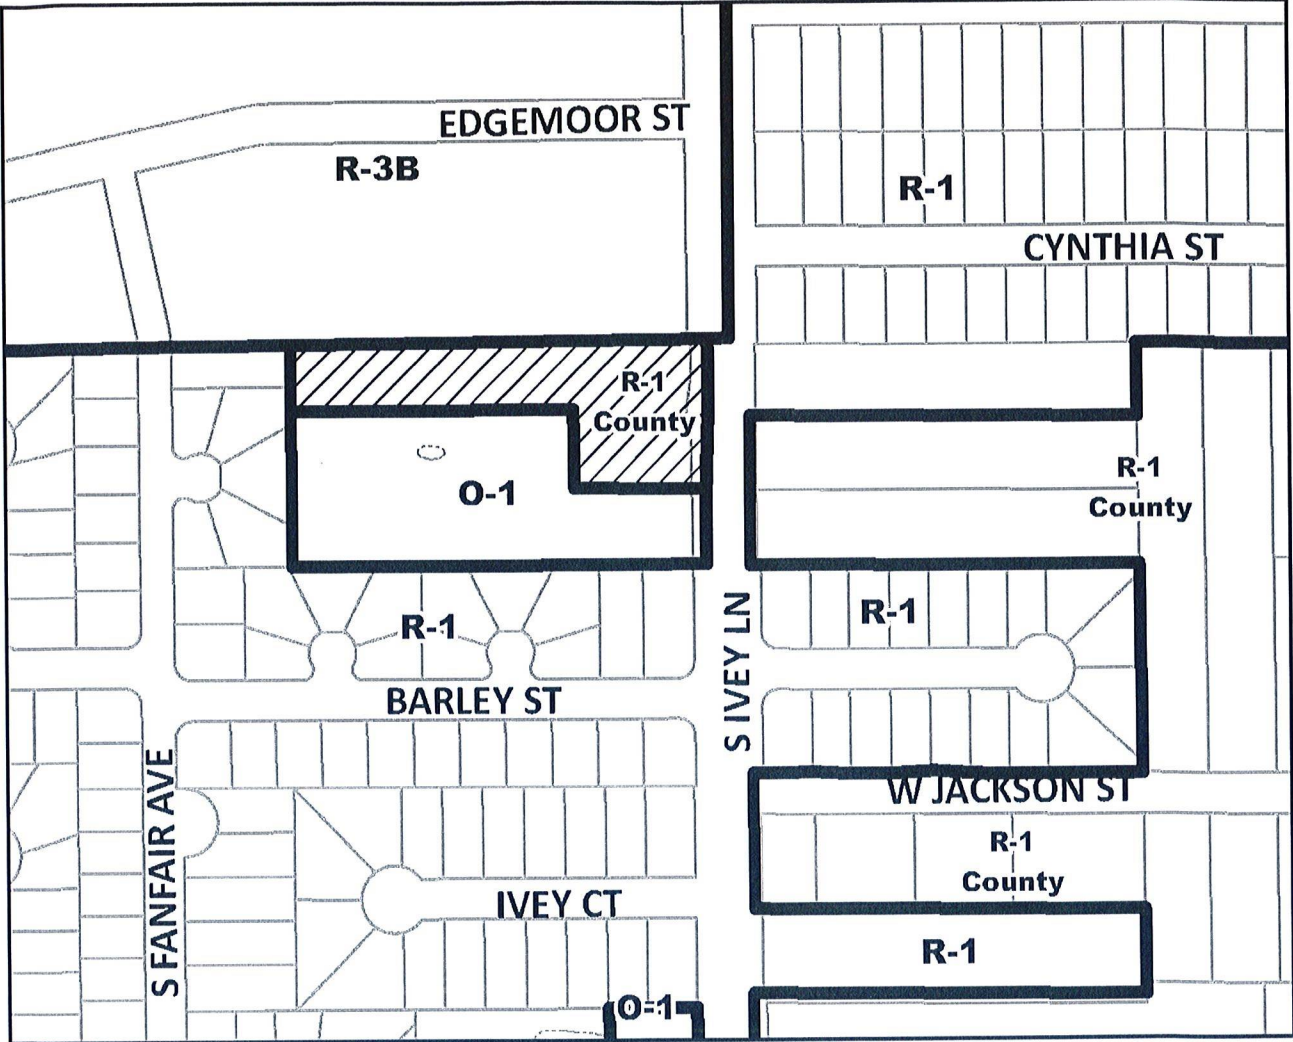 EDGEMOOR ST
R-3B
R-1
CYNTHIA ST
R-1
County
O-1
R-1
County
R-1
R-1
S IVEY LN
BARLEY ST
W JACKSON ST
S FANFAIR AVE
R-1
County
IVEY CT
R-1
O-1